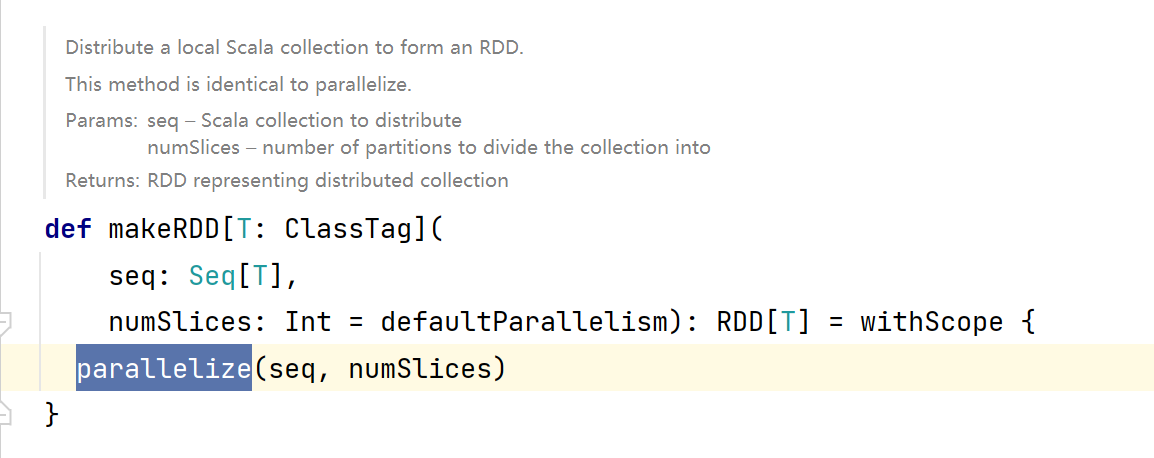 Distribute a local Scala collection to form an RDD.
This method is identical to parallelize.
Params: seq – Scala collection to distribute
numSlices – number of partitions to divide the collection into
Returns: RDD representing distributed collection
def makeRDD[T: ClassTag](
    seq: Seq[T],
    numSlices: Int = defaultParallelism): RDD[T] = withScope {
  parallelize(seq, numSlices)
}